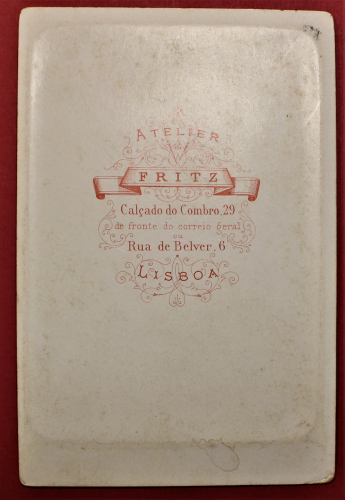 ATELIER
FRITZ
Calçado do Combro, 29
de fronte do correio geral
ou
Rua de Belver, 6
LISBOA